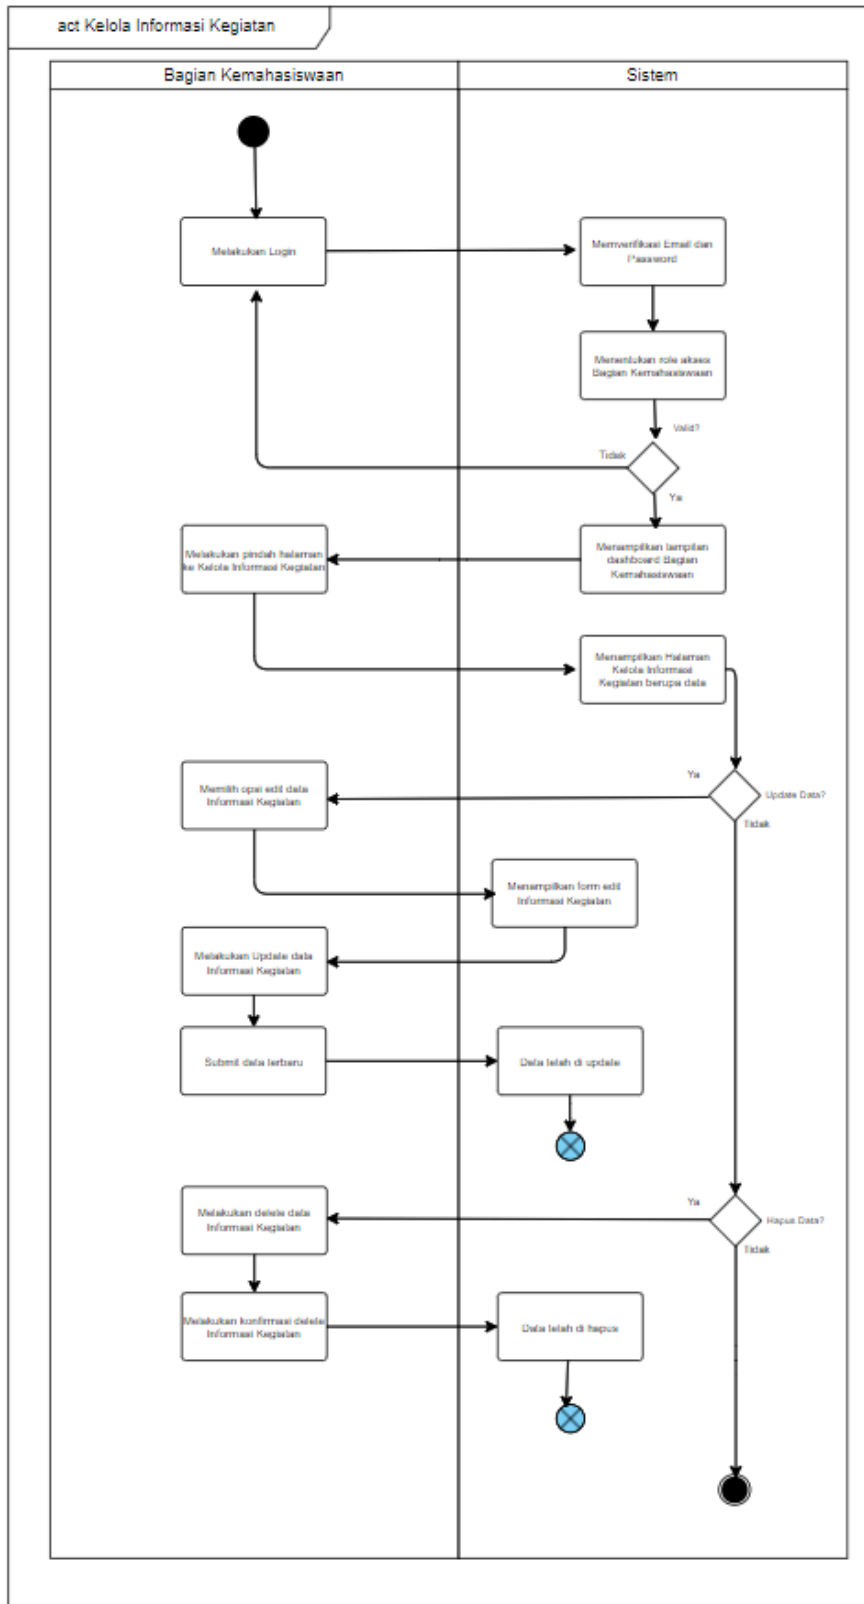 act Kelola Informasi Kegiatan
Bagian Kemahasiswaan
Sistem
Melakukan Login
Memverifikasi Email dan
Password
Menentukan role akses
Bagian Kemahasiswaan
Valid?
Tidak
Ya
Melakukan pindah halaman
ke Kelola Informasi Kegiatan
Menampilkan tampilan
dashboard Bagian
Kemahasiswaan
Menampilkan Halaman
Kelola Informasi
Kegiatan berupa data
Ya
Update Data?
Tidak
Memilih opsi edit data
Informasi Kegiatan
Menampilkan form edit
Informasi Kegiatan
Melakukan Update data
Informasi Kegiatan
Submit data terbaru
Data telah di update
Ya
Hapus Data?
Tidak
Melakukan delete data
Informasi Kegiatan
Melakukan konfirmasi delete
Informasi Kegiatan
Data telah di hapus